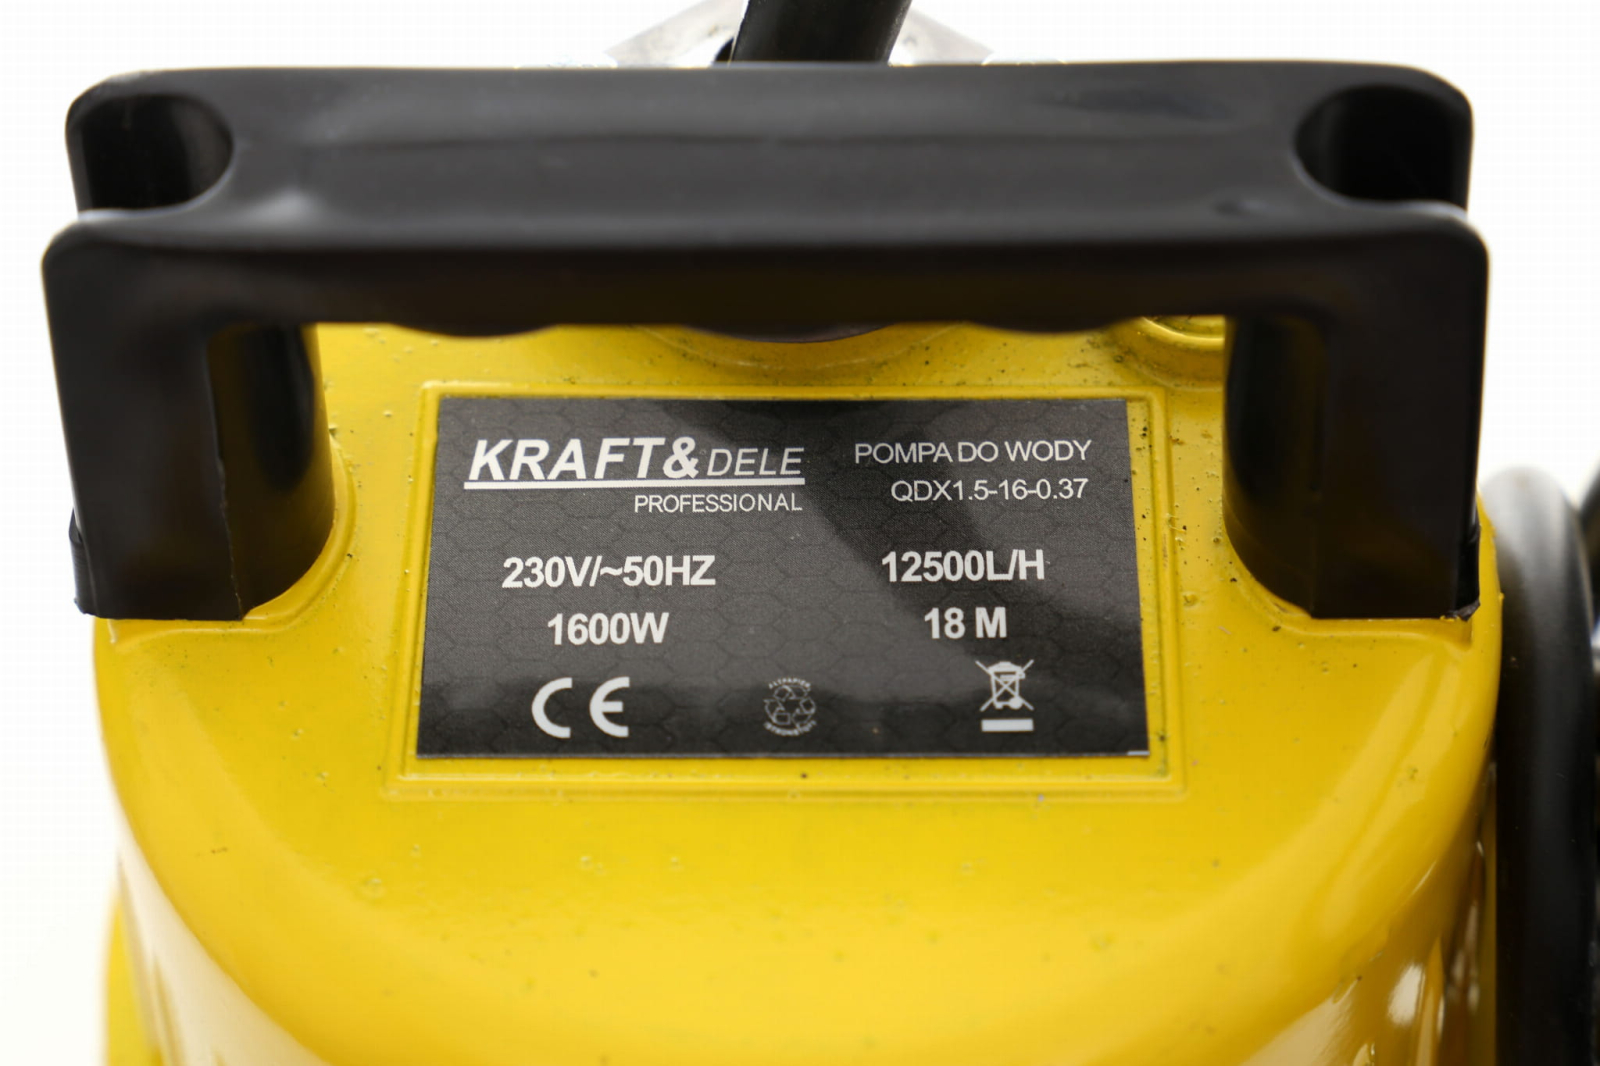 KRAFT&DELE
PROFESSIONAL
POMPA DO WODY
QDX1.5-16-0.37
230V/~50HZ
12500L/H
1600W
18 M
CE